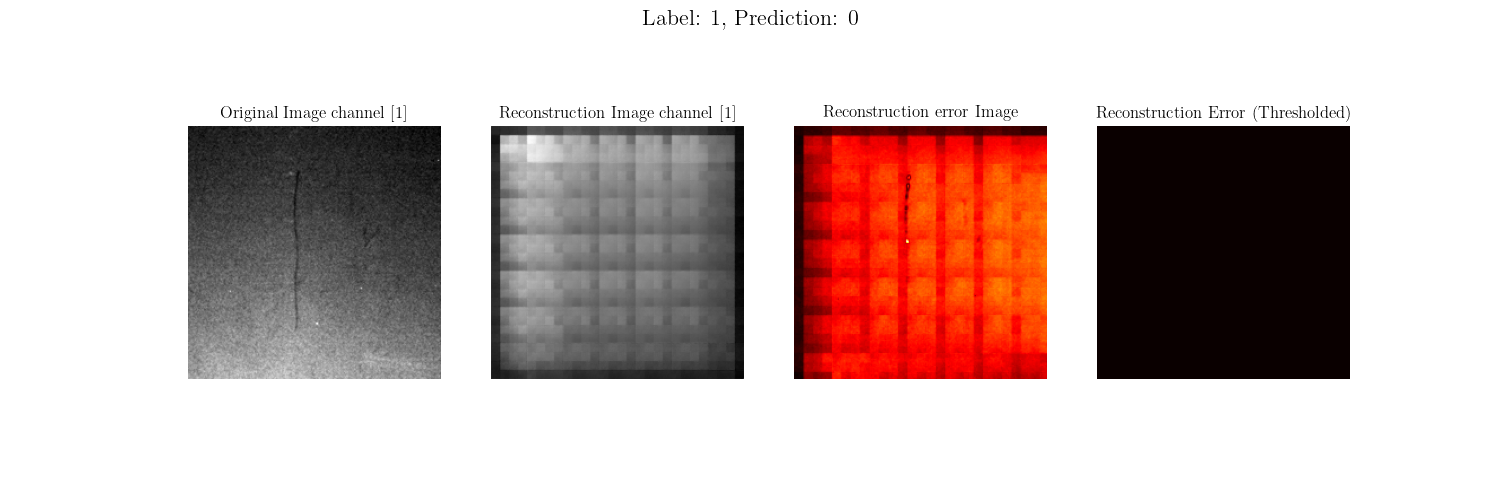 Label: 1, Prediction: 0
Original Image channel [1]
Reconstruction Image channel [1]
Reconstruction error Image
Reconstruction Error (Thresholded)